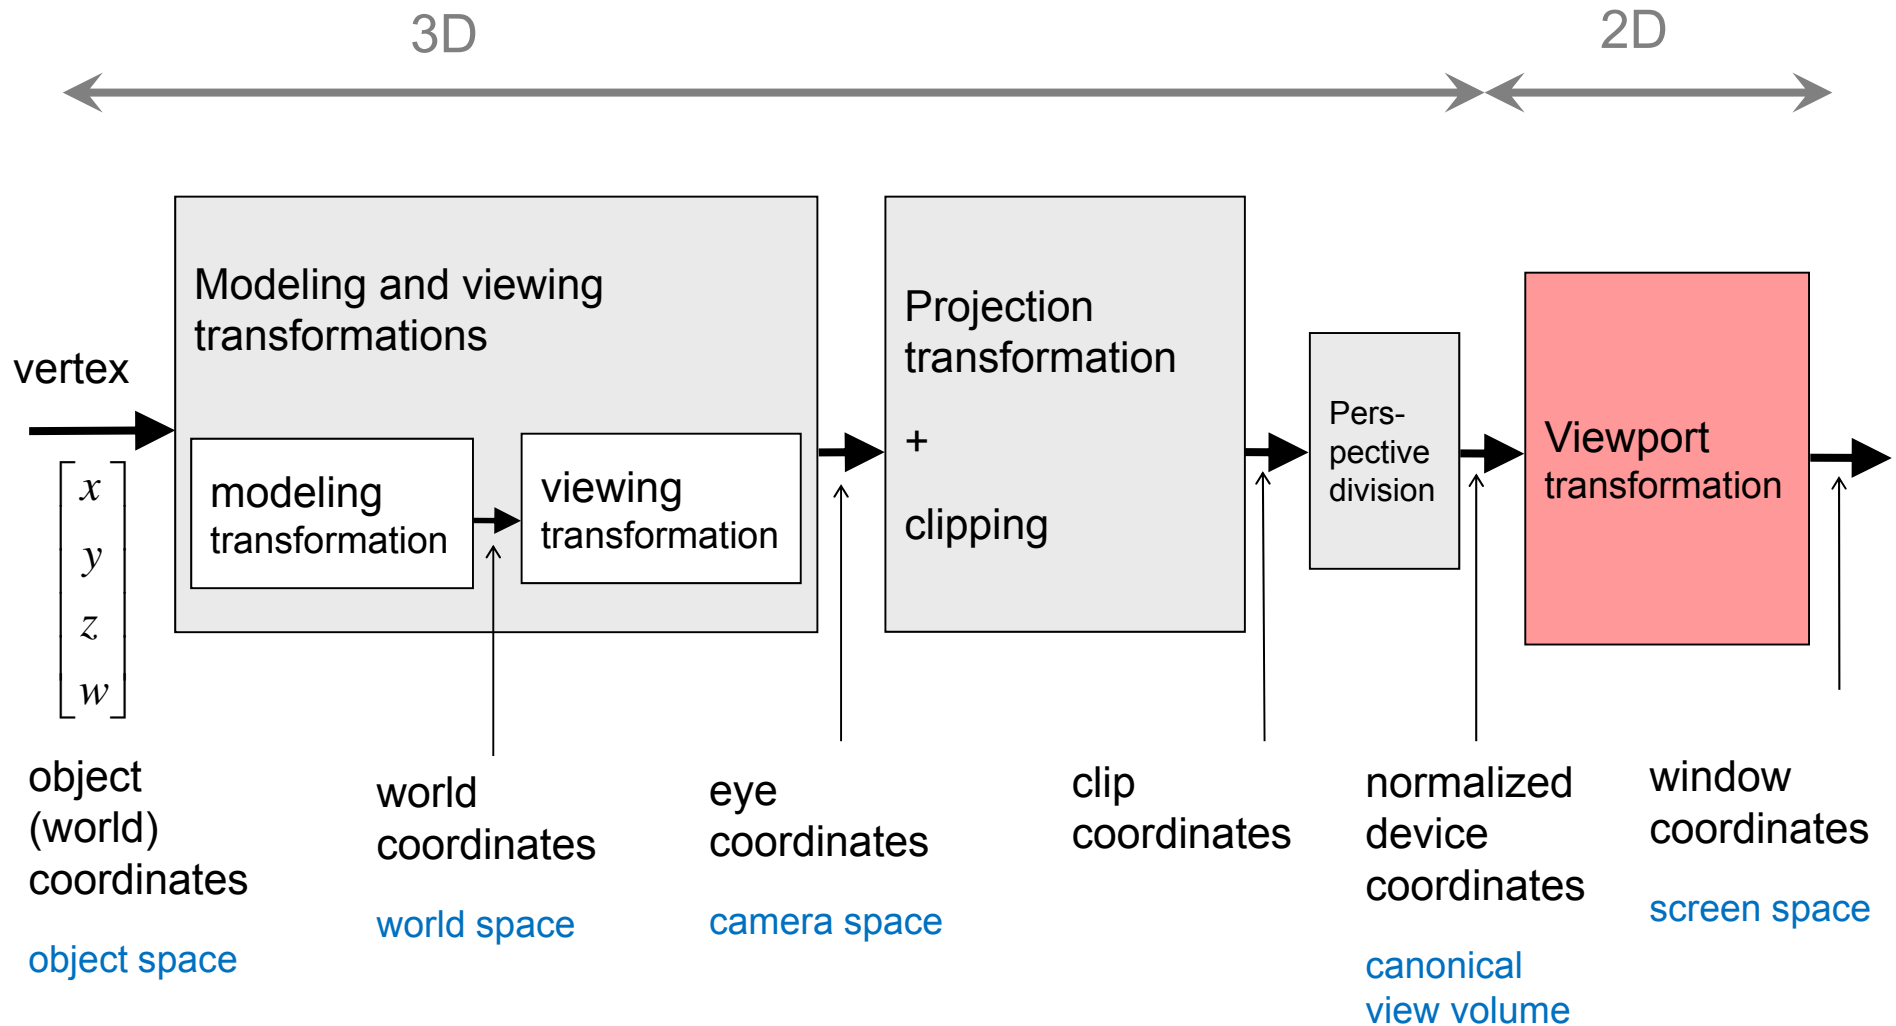 3D
2D
Modeling and viewing
transformations
Projection
transformation
+
clipping
vertex
x
y
z
w
modeling
transformation
viewing
transformation
Pers-
pective
division
Viewport
transformation
object
(world)
coordinates
object space
world
coordinates
world space
eye
coordinates
camera space
clip
coordinates
normalized
device
coordinates
canonical
view volume
window
coordinates
screen space